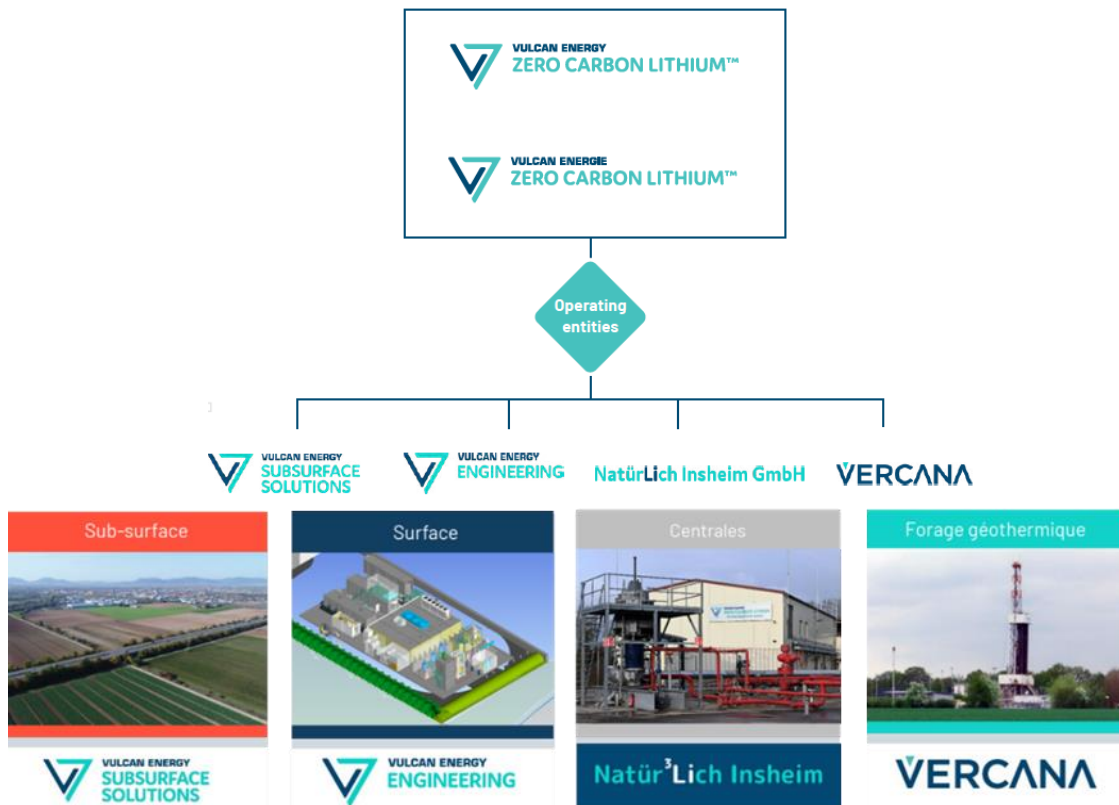 VULCAN ENERGY
ZERO CARBON LITHIUM™
VULCAN ENERGIE
ZERO CARBON LITHIUM™
Operating
entities
VULCAN ENERGY
SUBSURFACE
SOLUTIONS
VULCAN ENERGY
ENGINEERING
NatürLich Insheim GmbH
VERCANA
Sub-surface
Surface
Centrales
Forage géothermique
VULCAN ENERGY
SUBSURFACE
SOLUTIONS
VULCAN ENERGY
ENGINEERING
Natür³Lich Insheim
VERCANA